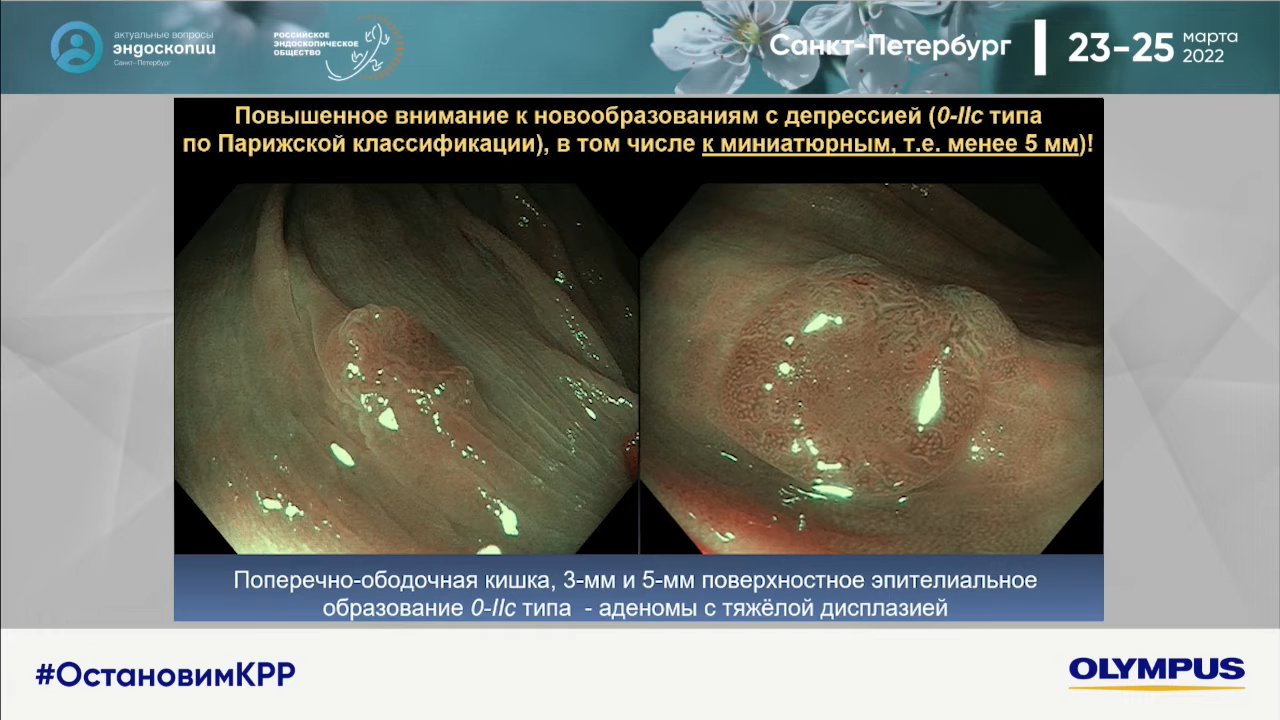 актуальные вопросы
эндоскопии
Санкт-Петербург
РОССИЙСКОЕ
ЭНДОСКОПИЧЕСКОЕ
ОБЩЕСТВО
Санкт-Петербург
23-25
марта
2022
Повышенное внимание к новообразованиям с депрессией (0-IIc типа
по Парижской классификации), в том числе к миниатюрным, т.е. менее 5 мм)!
Поперечно-ободочная кишка, 3-мм и 5-мм поверхностное эпителиальное
образование 0-IIc типа - аденомы с тяжёлой дисплазией
#ОстановимКРР
OLYMPUS